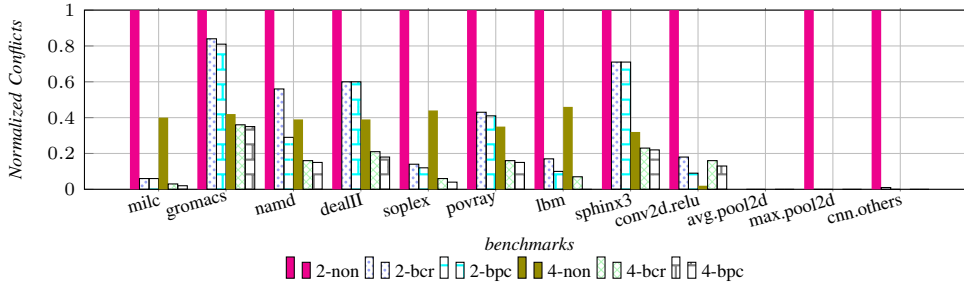 Normalized Conflicts
1
0.8
0.6
0.4
0.2
0
milc gromacs namd dealII soplex povray lbm sphinx3 conv2d.relu avg.pool2d max.pool2d cnn.others
benchmarks
2-non 2-bcr 2-bpc 4-non 4-bcr 4-bpc